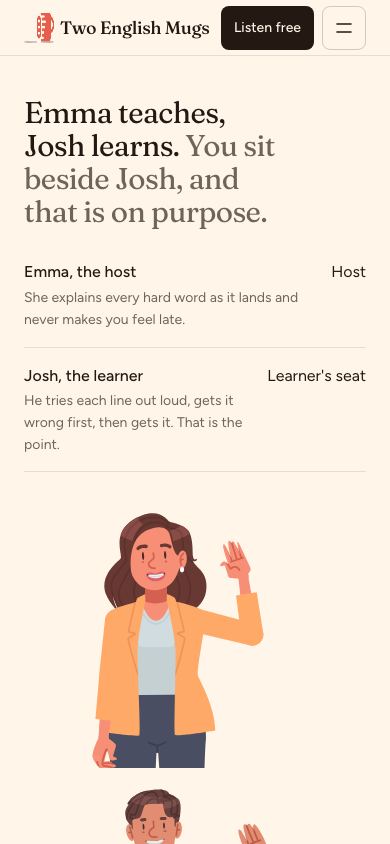 Two English Mugs
Listen free
Emma teaches,
Josh learns. You sit
beside Josh, and
that is on purpose.
Emma, the host
Host
She explains every hard word as it lands and
never makes you feel late.
Josh, the learner
Learner's seat
He tries each line out loud, gets it
wrong first, then gets it. That is the
point.